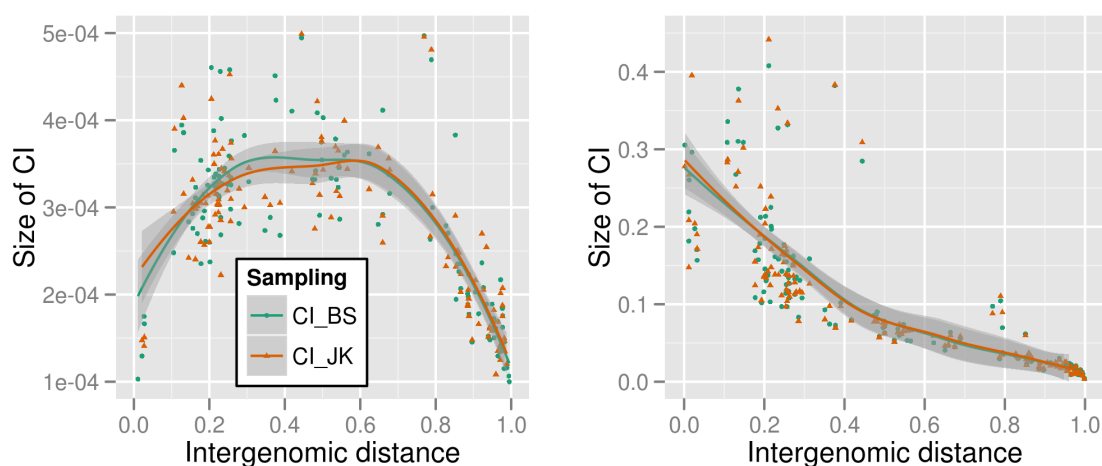 5e-04
4e-04
3e-04
2e-04
1e-04
Size of CI
Sampling
CI_BS
CI_JK
0.0 0.2 0.4 0.6 0.8 1.0
Intergenomic distance
0.4
0.3
0.2
0.1
0.0
Size of CI
0.0 0.2 0.4 0.6 0.8 1.0
Intergenomic distance